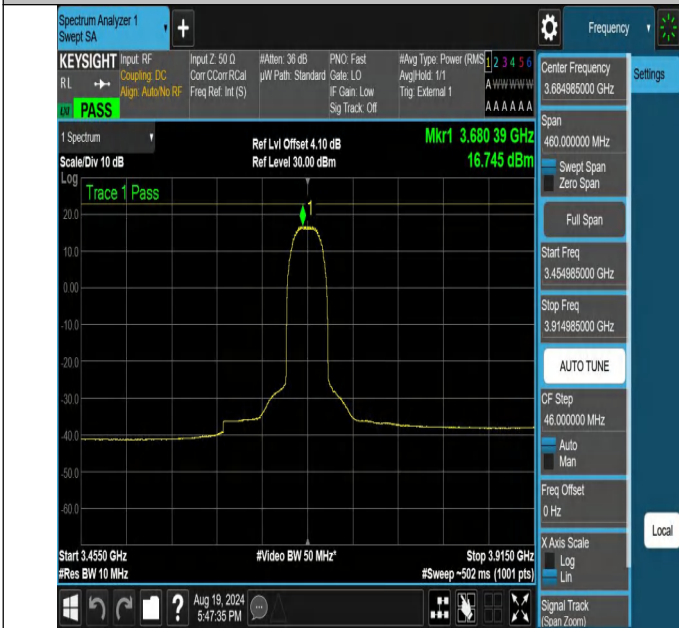 Spectrum Analyzer 1
Swept SA
Frequency
KEYSIGHT
RL
PASS
Input: RF
Coupling: DC
Align: Auto/No RF
Input Z: 50 Ω
Corr CCorr RCal
Freq Ref: Int (S)
#Atten: 36 dB
µW Path: Standard
PNO: Fast
Gate: LO
IF Gain: Low
Sig Track: Off
#Avg Type: Power (RMS
Avg|Hold: 1/1
Trig: External 1
1 2 3 4 5 6
A W W W W W
A A A A A A
1 Spectrum
Scale/Div 10 dB
Ref Lvl Offset 4.10 dB
Ref Level 30.00 dBm
Mkr1 3.680 39 GHz
16.745 dBm
Log
Trace 1 Pass
1
20.0
10.0
0.00
-10.0
-20.0
-30.0
-40.0
-50.0
-60.0
Start 3.4550 GHz
#Res BW 10 MHz
#Video BW 50 MHz*
Stop 3.9150 GHz
#Sweep ~502 ms (1001 pts)
Aug 19, 2024
5:47:35 PM
?
Center Frequency
3.684985000 GHz
Settings
Span
460.000000 MHz
Swept Span
Zero Span
Full Span
Start Freq
3.454985000 GHz
Stop Freq
3.914985000 GHz
AUTO TUNE
CF Step
46.000000 MHz
Auto
Man
Freq Offset
0 Hz
X Axis Scale
Log
Lin
Local
Signal Track
(Span Zoom)